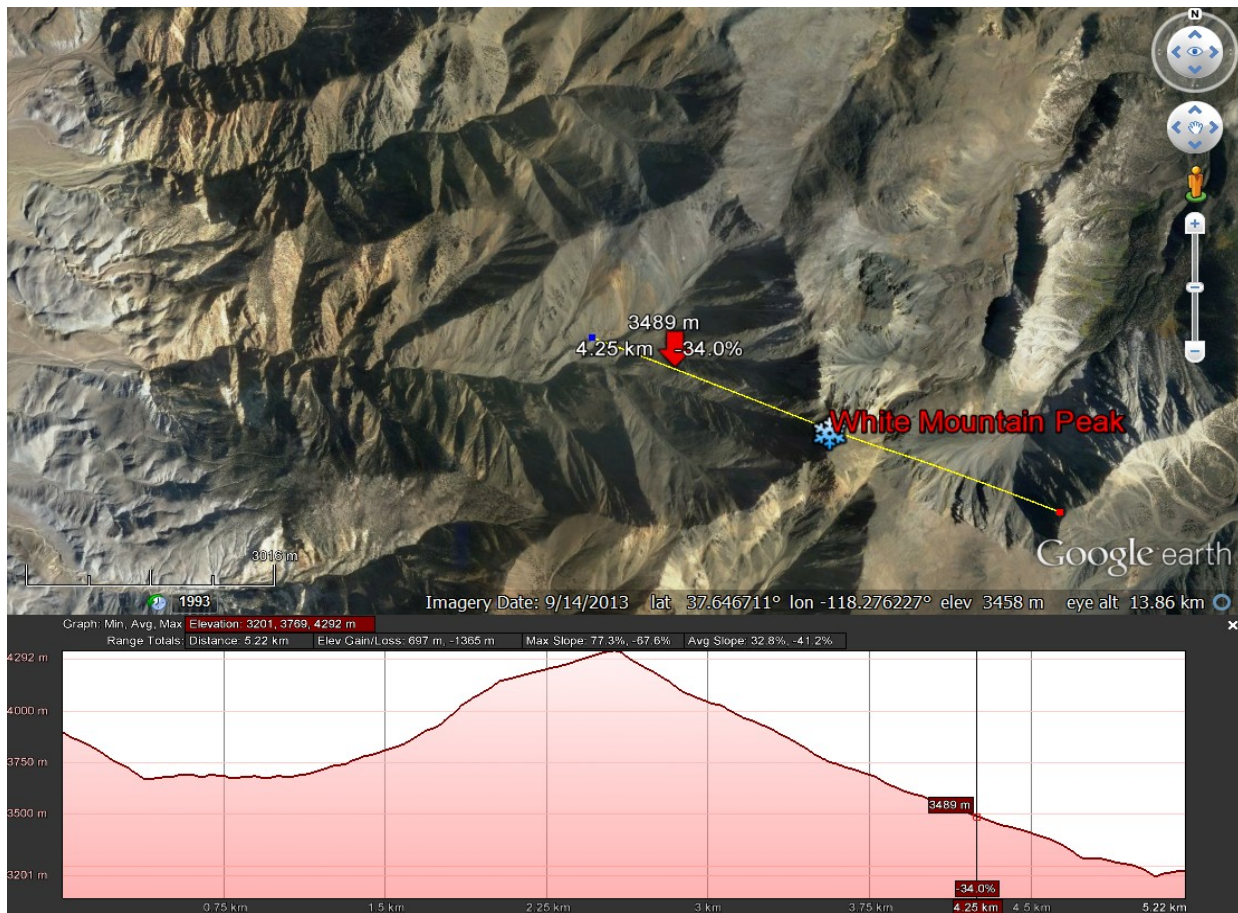 N
3489 m
4.25 km -34.0%
White Mountain Peak
Google earth
3016 m
1993
Imagery Date: 9/14/2013 lat 37.646711° lon -118.276227° elev 3458 m eye alt 13.86 km
Graph: Min, Avg, Max Elevation: 3201, 3769, 4292 m
Range Totals: Distance: 5.22 km Elev Gain/Loss: 697 m, -1365 m Max Slope: 77.3%, -67.6% Avg Slope: 32.8%, -41.2%
4292 m
4000 m
3750 m
3500 m
3489 m
3201 m
-34.0%
0.75 km 1.5 km 2.25 km 3 km 3.75 km 4.25 km 4.5 km 5.22 km